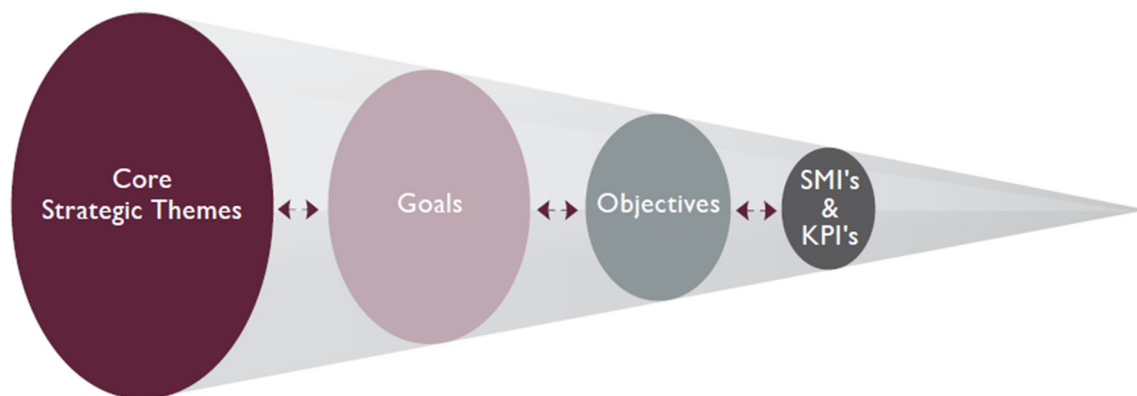 Core
Strategic Themes
Goals
Objectives
SMI's
&
KPI's